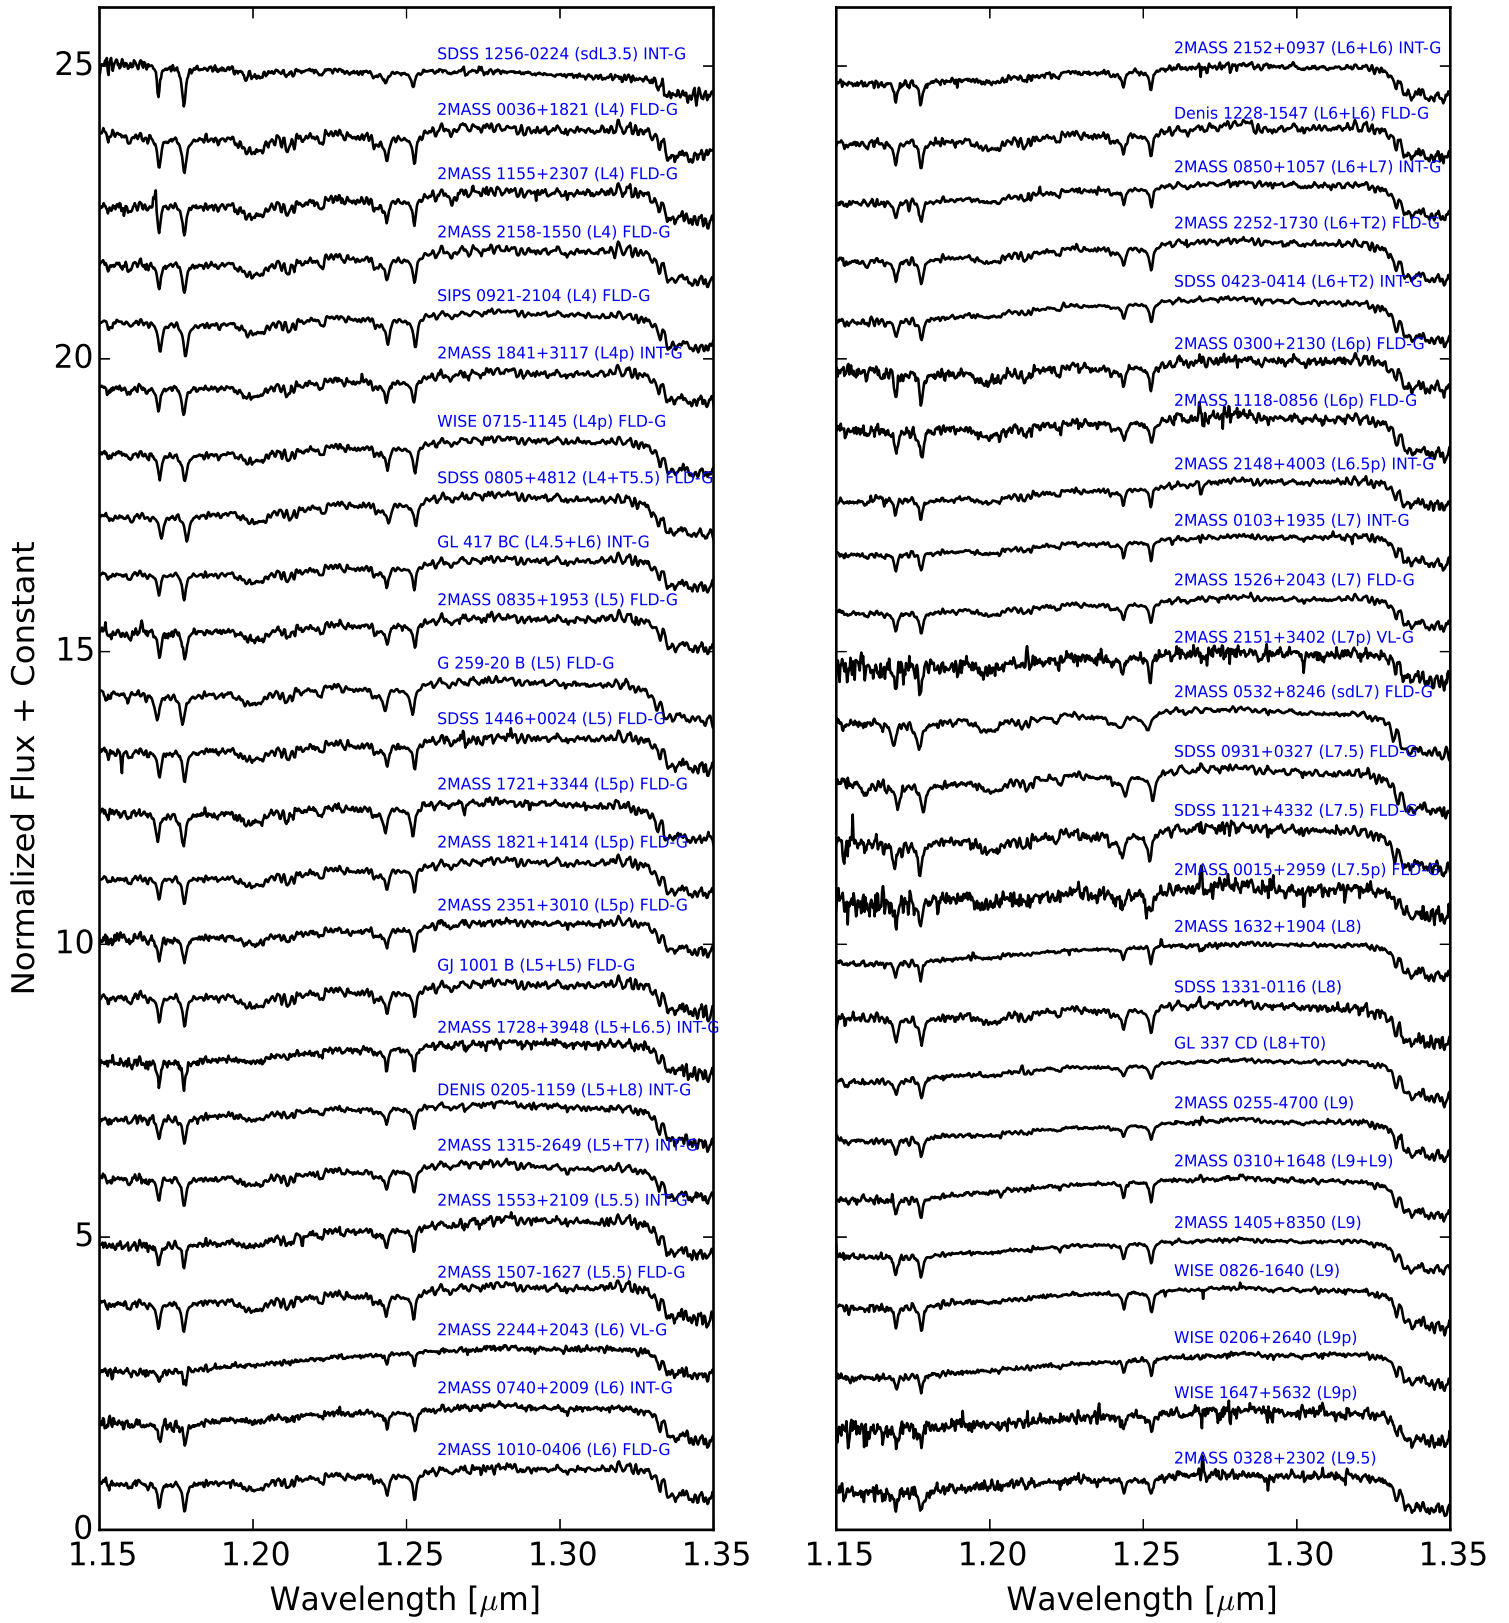 Normalized Flux + Constant
25
20
15
10
5
0
SDSS 1256-0224 (sdL3.5) INT-G
2MASS 0036+1821 (L4) FLD-G
2MASS 1155+2307 (L4) FLD-G
2MASS 2158-1550 (L4) FLD-G
SIPS 0921-2104 (L4) FLD-G
2MASS 1841+3117 (L4p) INT-G
WISE 0715-1145 (L4p) FLD-G
SDSS 0805+4812 (L4+T5.5) FLD-G
GL 417 BC (L4.5+L6) INT-G
2MASS 0835+1953 (L5) FLD-G
G 259-20 B (L5) FLD-G
SDSS 1446+0024 (L5) FLD-G
2MASS 1721+3344 (L5p) FLD-G
2MASS 1821+1414 (L5p) FLD-G
2MASS 2351+3010 (L5p) FLD-G
GJ 1001 B (L5+L5) FLD-G
2MASS 1728+3948 (L5+L6.5) INT-G
DENIS 0205-1159 (L5+L8) INT-G
2MASS 1315-2649 (L5+T7) INT-G
2MASS 1553+2109 (L5.5) INT-G
2MASS 1507-1627 (L5.5) FLD-G
2MASS 2244+2043 (L6) VL-G
2MASS 0740+2009 (L6) INT-G
2MASS 1010-0406 (L6) FLD-G
1.15 1.20 1.25 1.30 1.35
Wavelength [μm]
2MASS 2152+0937 (L6+L6) INT-G
Denis 1228-1547 (L6+L6) FLD-G
2MASS 0850+1057 (L6+L7) INT-G
2MASS 2252-1730 (L6+T2) FLD-G
SDSS 0423-0414 (L6+T2) INT-G
2MASS 0300+2130 (L6p) FLD-G
2MASS 1118-0856 (L6p) FLD-G
2MASS 2148+4003 (L6.5p) INT-G
2MASS 0103+1935 (L7) INT-G
2MASS 1526+2043 (L7) FLD-G
2MASS 2151+3402 (L7p) VL-G
2MASS 0532+8246 (sdL7) FLD-G
SDSS 0931+0327 (L7.5) FLD-G
SDSS 1121+4332 (L7.5) FLD-G
2MASS 0015+2959 (L7.5p) FLD-G
2MASS 1632+1904 (L8)
SDSS 1331-0116 (L8)
GL 337 CD (L8+T0)
2MASS 0255-4700 (L9)
2MASS 0310+1648 (L9+L9)
2MASS 1405+8350 (L9)
WISE 0826-1640 (L9)
WISE 0206+2640 (L9p)
WISE 1647+5632 (L9p)
2MASS 0328+2302 (L9.5)
1.15 1.20 1.25 1.30 1.35
Wavelength [μm]